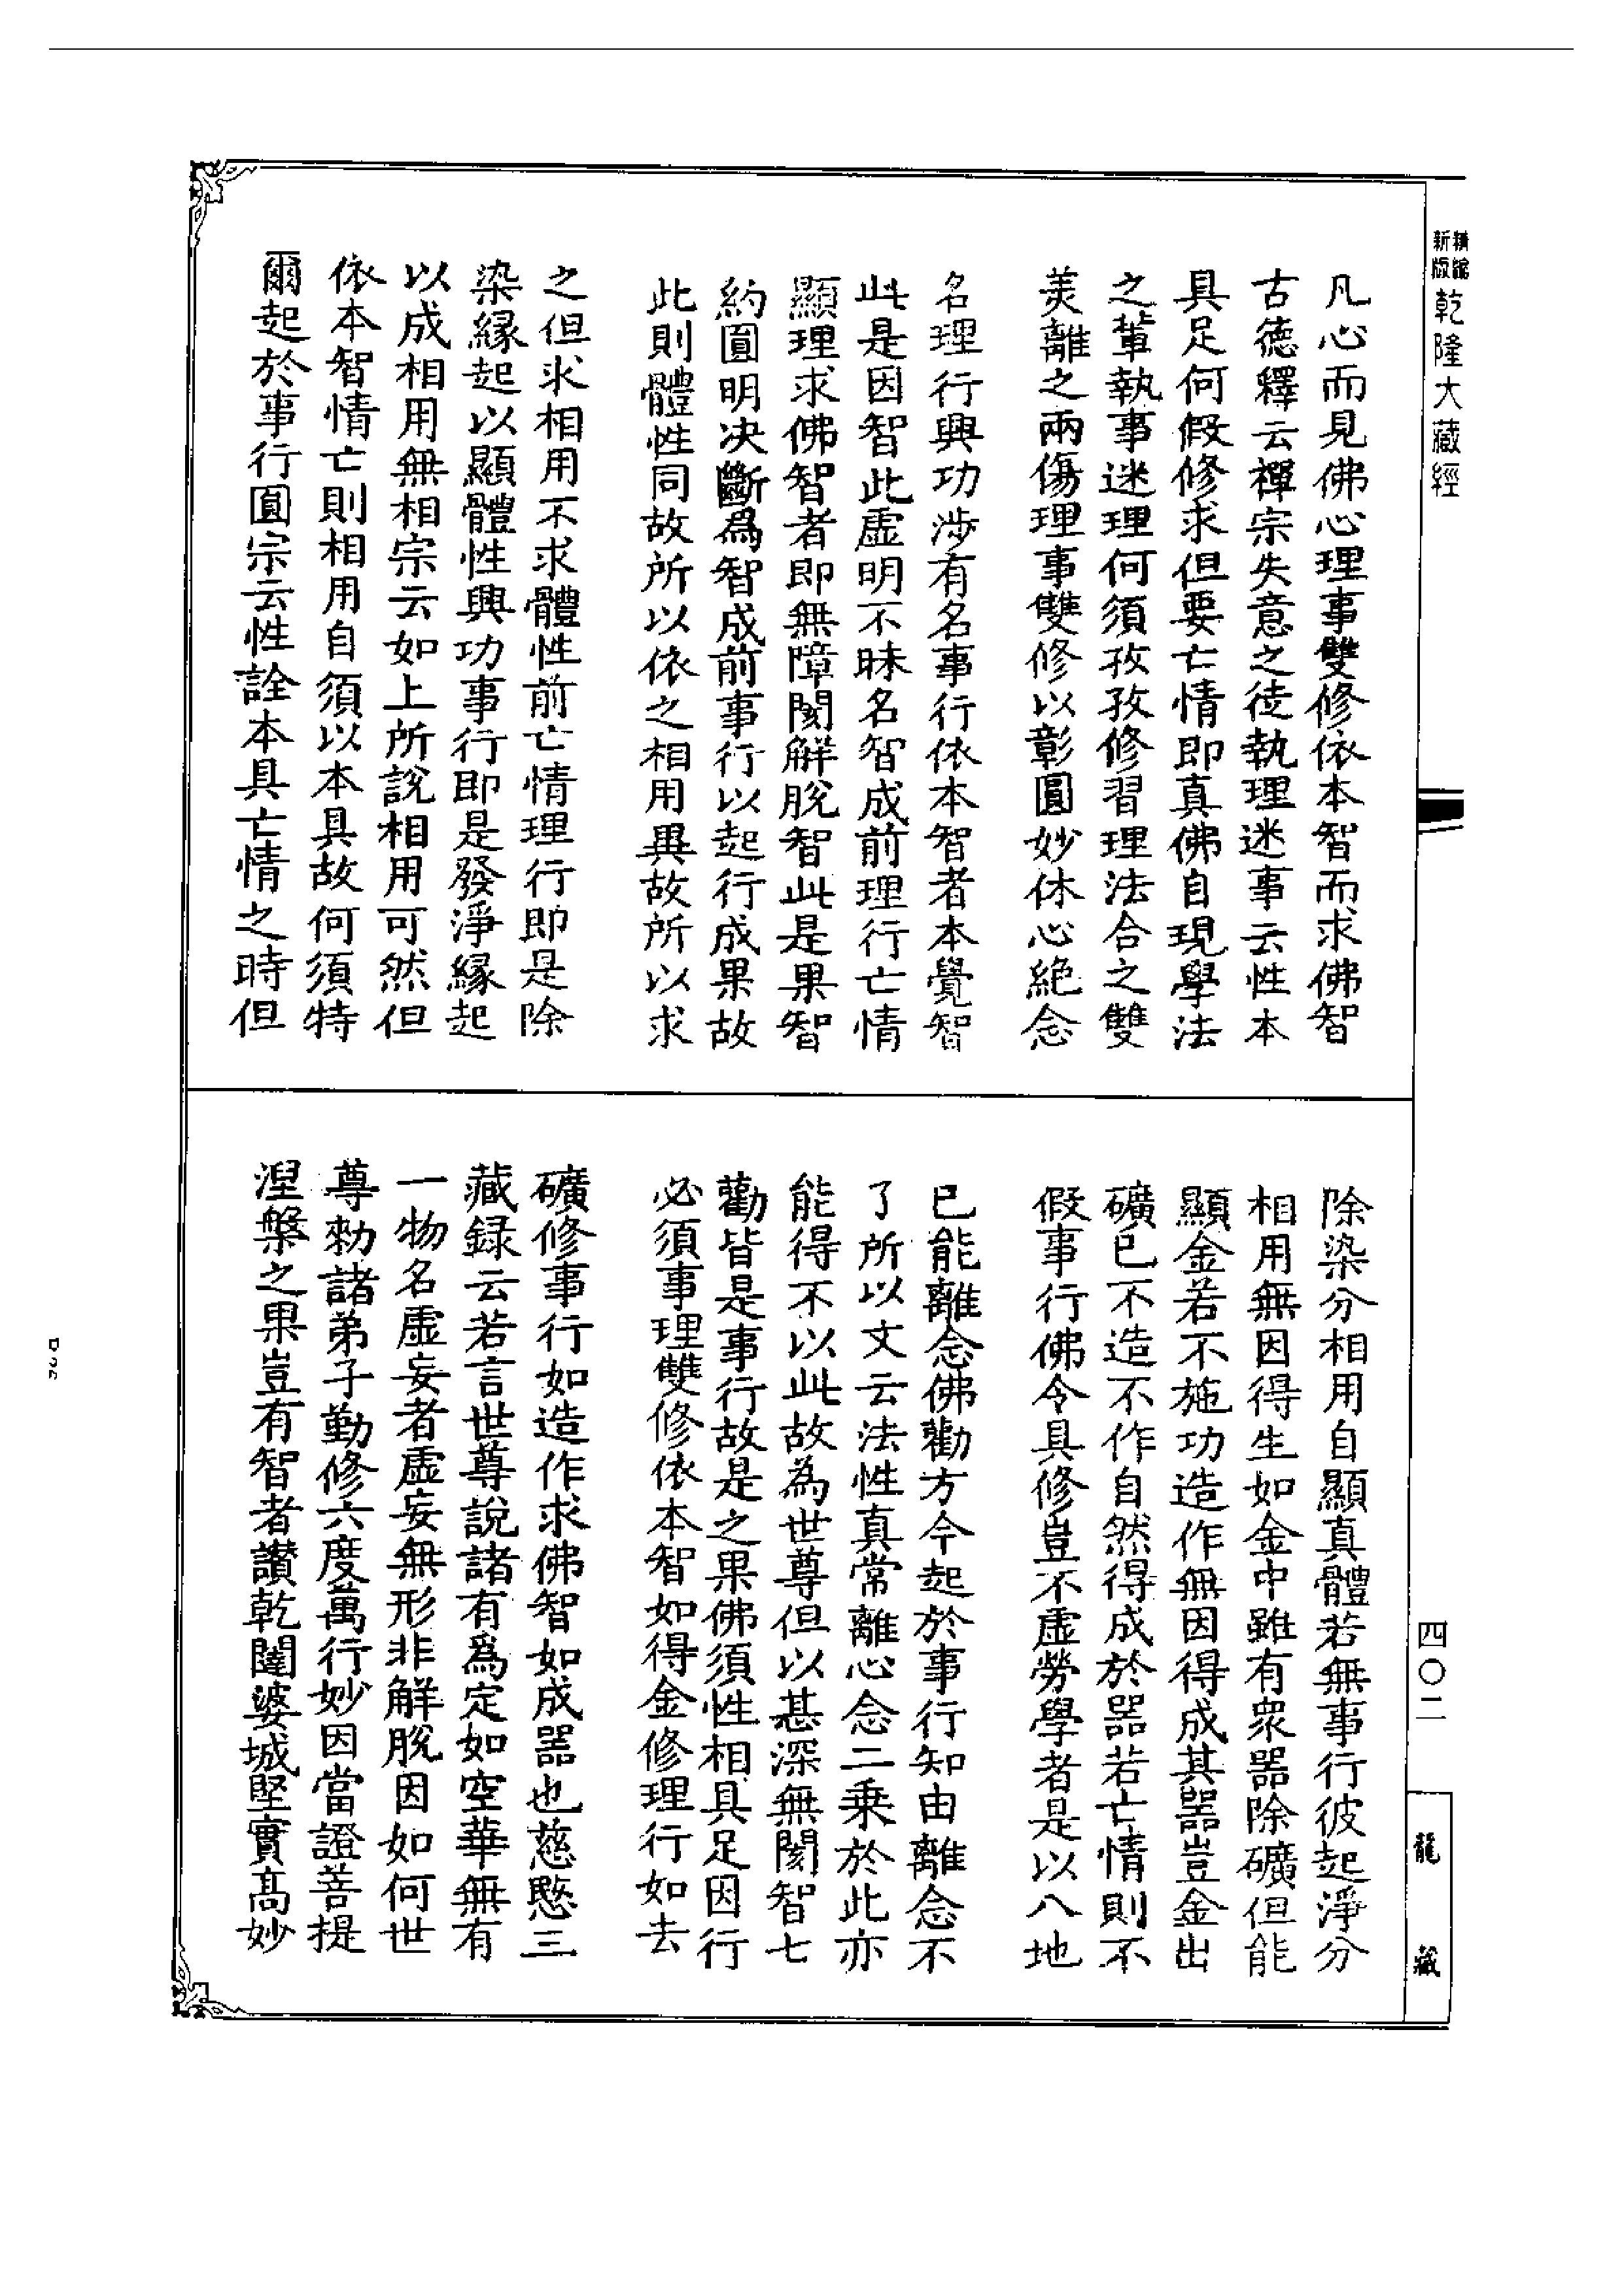 新版精縮乾隆大藏經
凡心而見佛心理事雙修依本智而求佛智
古德釋云禪宗失意之徒執理迷事云性本
具足何假修求但要亡情即真佛自現學法
之輩執事迷理何須孜孜修習理法合之雙
美離之兩傷理事雙修以彰圓妙休心絶念
名理行興功涉有名事行依本智者本覺智
此是因智此虛明不昧名智成前理行亡情
顯理求佛智者即無障閡解脫智此是果智
約圓明决斷爲智成前事行以起行成果故
此則體性同故所以依之相用異故所以求
之但求相用不求體性前亡情理行即是除
染緣起以顯體性興功事行即是發淨緣起
以成相用無相宗云如上所說相用可然但
依本智情亡則相用自須以本具故何須特
爾起於事行圓宗云性詮本具亡情之時但
除染分相用自顯真體若無事行彼起淨分
相用無因得生如金中雖有衆器除礦但能
顯金若不施功造作無因得成其器豈金出
礦已不造不作自然得成於器若亡情則不
假事行佛令具修豈不虛勞學者是以八地
已能離念佛勸方令起於事行知由離念不
了所以文云法性真常離心念二乗於此亦
能得不以此故為世尊但以甚深無閡智七
勸皆是事行故是之果佛須性相具足因行
必須事理雙修依本智如得金修理行如去
礦修事行如造作求佛智如成器也慈愍三
藏録云若言世尊說諸有爲定如空華無有
一物名虛妄者虛妄無形非解脫因如何世
尊勑諸弟子勤修六度萬行妙因當證菩提
涅槃之果豈有智者讃乾闥婆城堅實高妙
四〇二
龍藏